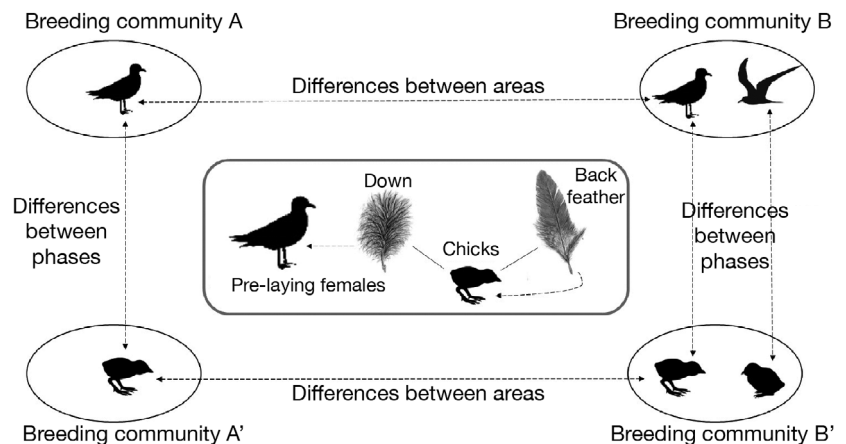 Breeding community A
Breeding community B
Differences between areas
Differences
between
phases
Down
Back
feather
Chicks
Pre-laying females
Differences
between
phases
Differences between areas
Breeding community A’
Breeding community B’